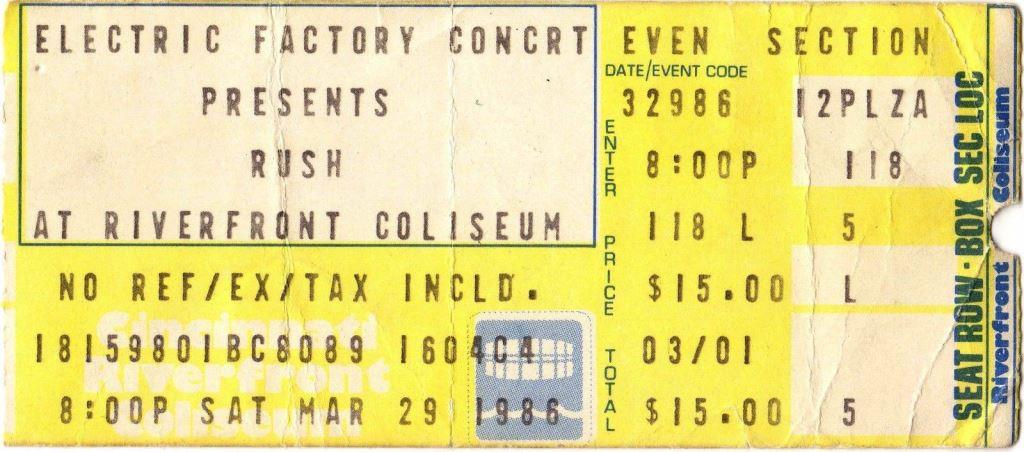 ELECTRIC FACTORY CONCRT
PRESENTS
RUSH
AT RIVERFRONT COLISEUM
NO REF/EX/TAX INCLD.
18159801BC8089 160404
8:00P SAT MAR 29 1986
Cincinnati
Riverfront
Coliseum
EVEN SECTION
DATE/EVENT CODE
32986 12PLZA
8:00P 118
118 L 5
$15.00 L
03/01
$15.00 5
ENTER
PRICE
TOTAL
SEAT ROW·BOX SEC LOC
Riverfront Coliseum